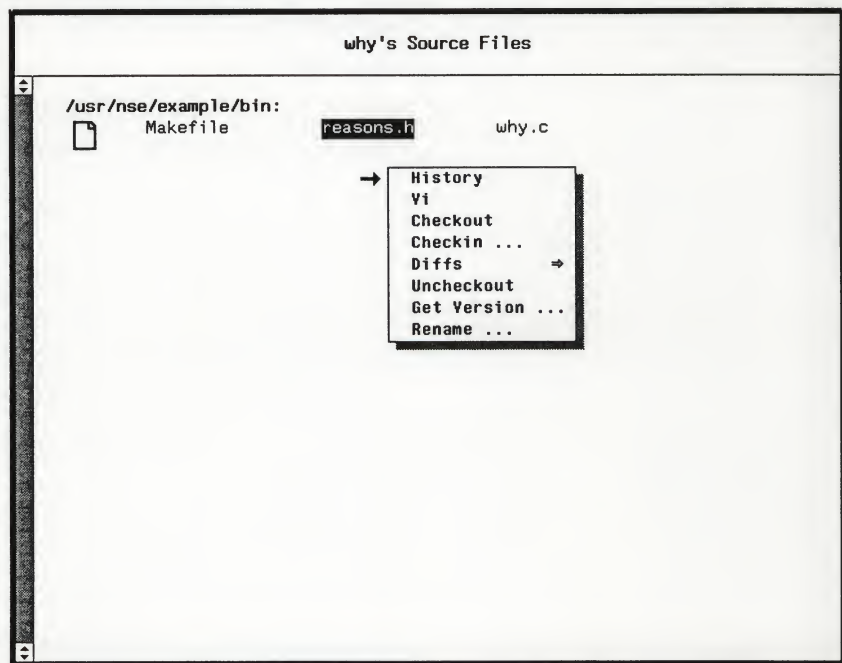 why's Source Files
/usr/nse/example/bin:
Makefile reasons.h why.c
History
Vi
Checkout
Checkin ...
Diffs ⇒
Uncheckout
Get Version ...
Rename ...